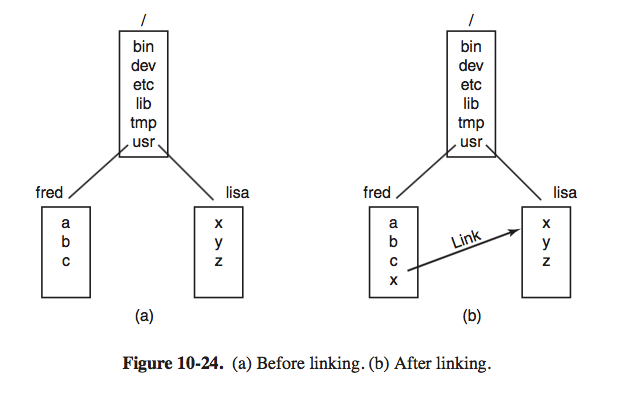 /
bin
dev
etc
lib
tmp
usr
fred
lisa
a
b
c
x
y
z
(a)
/
bin
dev
etc
lib
tmp
usr
fred
lisa
a
b
c
x
Link
x
y
z
(b)
Figure 10-24. (a) Before linking. (b) After linking.